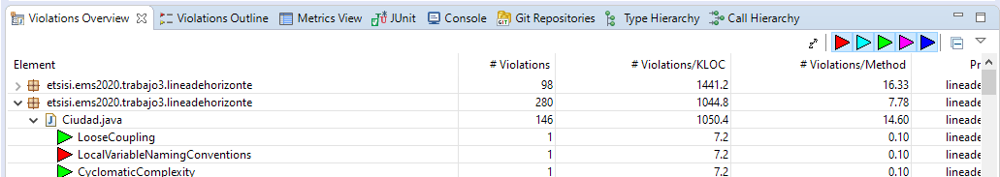 Violations Overview Violations Outline Metrics View JUnit Console Git Repositories Type Hierarchy Call Hierarchy
Element # Violations # Violations/KLOC # Violations/Method Pr
etsisi.ems2020.trabajo3.lineadehorizonte 98 1441.2 16.33 lineade
etsisi.ems2020.trabajo3.lineadehorizonte 280 1044.8 7.78 lineade
Ciudad.java 146 1050.4 14.60 lineade
LooseCoupling 1 7.2 0.10 lineade
LocalVariableNamingConventions 1 7.2 0.10 lineade
CyclomaticComplexity 1 7.2 0.10 lineade